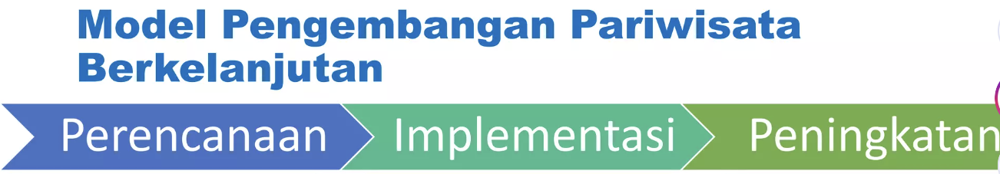 Model Pengembangan Pariwisata
Berkelanjutan
Perencanaan Implementasi Peningkatan